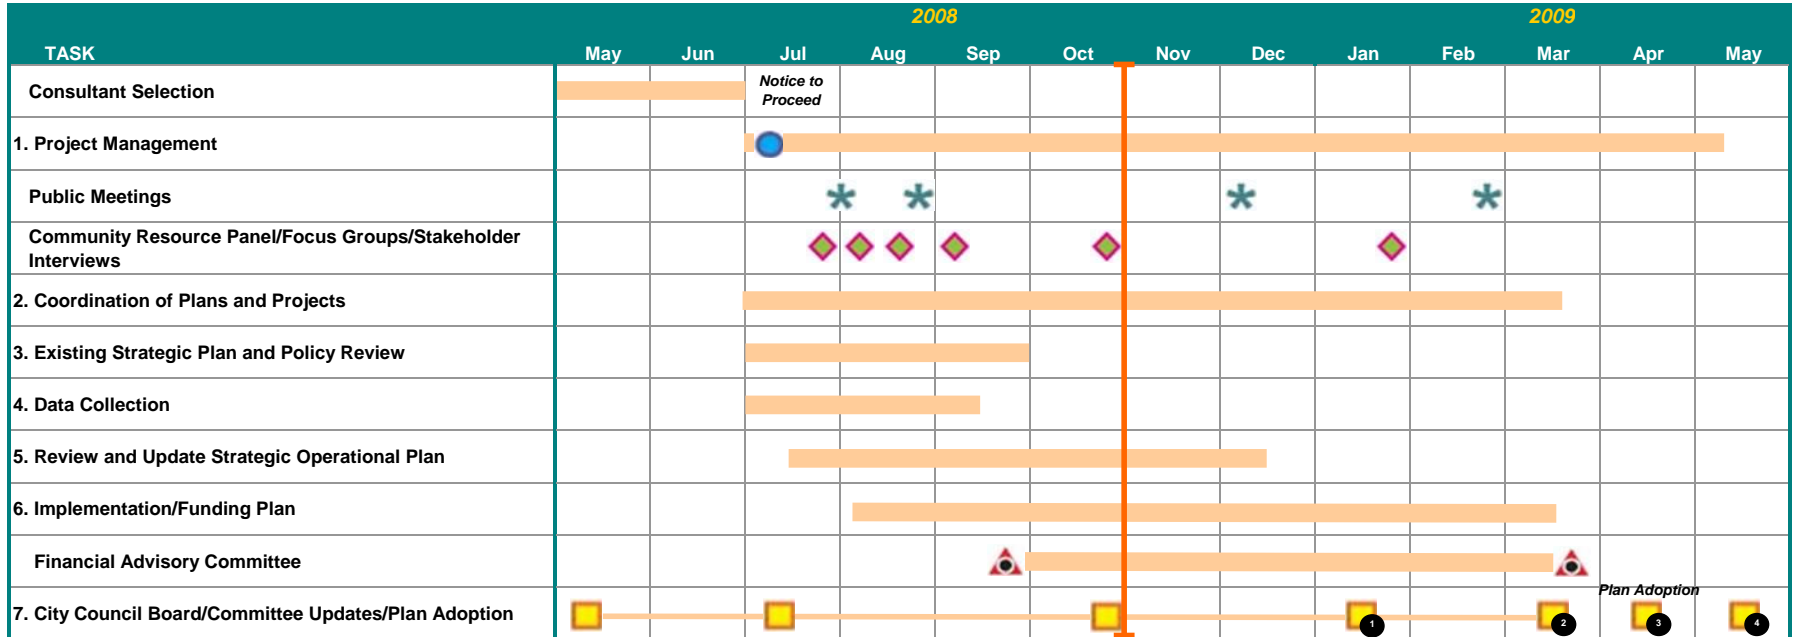 2008 2009
TASK May Jun Jul Aug Sep Oct Nov Dec Jan Feb Mar Apr May
Consultant Selection
Notice to
Proceed
1. Project Management
Public Meetings
Community Resource Panel/Focus Groups/Stakeholder
Interviews
2. Coordination of Plans and Projects
3. Existing Strategic Plan and Policy Review
4. Data Collection
5. Review and Update Strategic Operational Plan
6. Implementation/Funding Plan
Financial Advisory Committee
Plan Adoption
7. City Council Board/Committee Updates/Plan Adoption
1 2 3 4